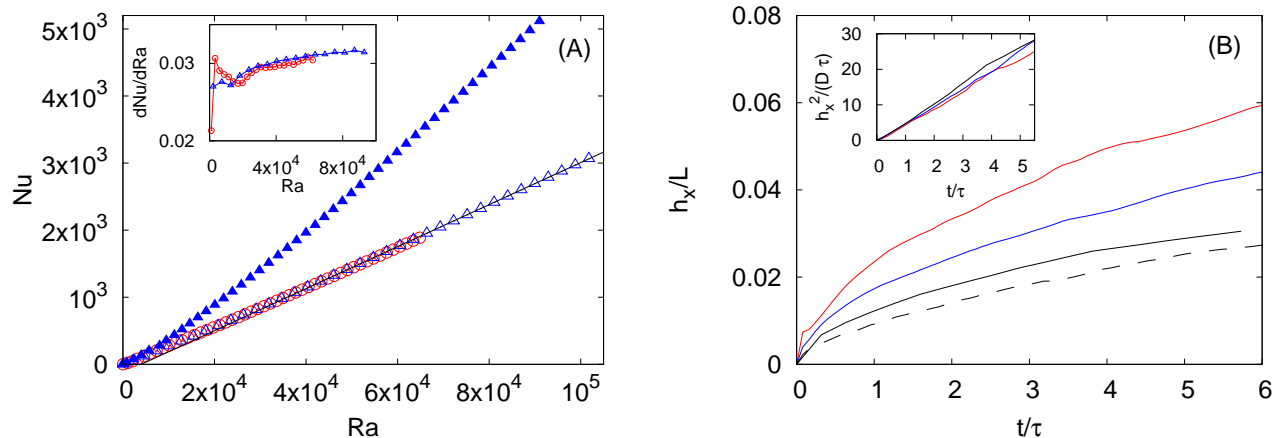 5x10³
4x10³
3x10³
2x10³
10³
0
Nu
0
2x10⁴
4x10⁴
6x10⁴
8x10⁴
10⁵
Ra
(A)
0.03
0.02
dNu/dRa
0
4x10⁴
8x10⁴
Ra
0.08
0.06
0.04
0.02
0
hₓ/L
0
1
2
3
4
5
6
t/τ
(B)
30
20
10
0
hₓ²/(D τ)
0
1
2
3
4
5
t/τ